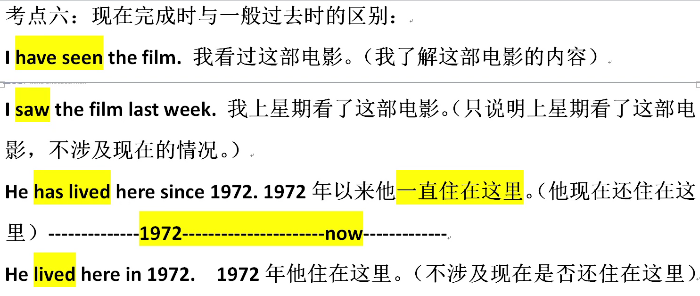 考点六：现在完成时与一般过去时的区别：
I have seen the film. 我看过这部电影。（我了解这部电影的内容）
I saw the film last week. 我上星期看了这部电影。（只说明上星期看了这部电
影，不涉及现在的情况。）
He has lived here since 1972. 1972 年以来他一直住在这里。（他现在还住在这
里）--------------1972----------------------now-------------
He lived here in 1972. 1972 年他住在这里。（不涉及现在是否还住在这里）